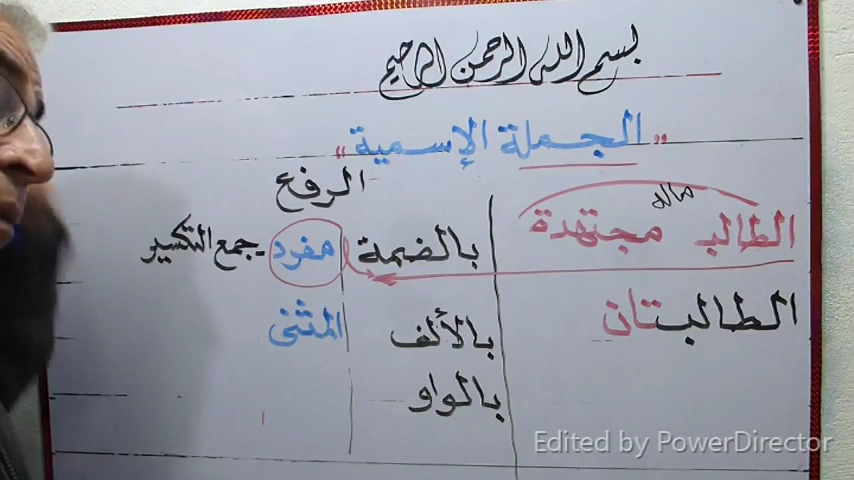 بسم الله الرحمن الرحيم
"الجملة الإسمية"
الرفع
الطالب مجتهدة
بالضمة مفرد - جمع التكسير
الطالبتان
بالألف المثنى
بالواو
Edited by PowerDirector